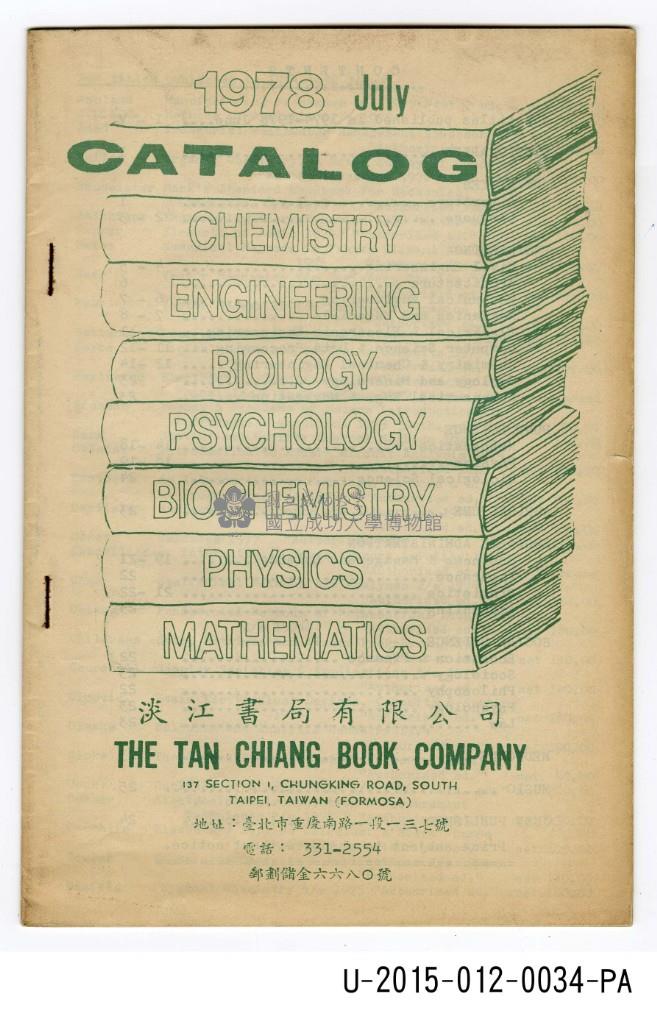 1978 July
CATALOG
CHEMISTRY
ENGINEERING
BIOLOGY
PSYCHOLOGY
BIOCHEMISTRY
國立成功大學博物館
PHYSICS
MATHEMATICS
淡江書局有限公司
THE TAN CHIANG BOOK COMPANY
137 SECTION 1, CHUNGKING ROAD, SOUTH
TAIPEI, TAIWAN (FORMOSA)
地址：臺北市重慶南路一段一三七號
電話： 331-2554
郵劃儲金六六八〇號
U-2015-012-0034-PA